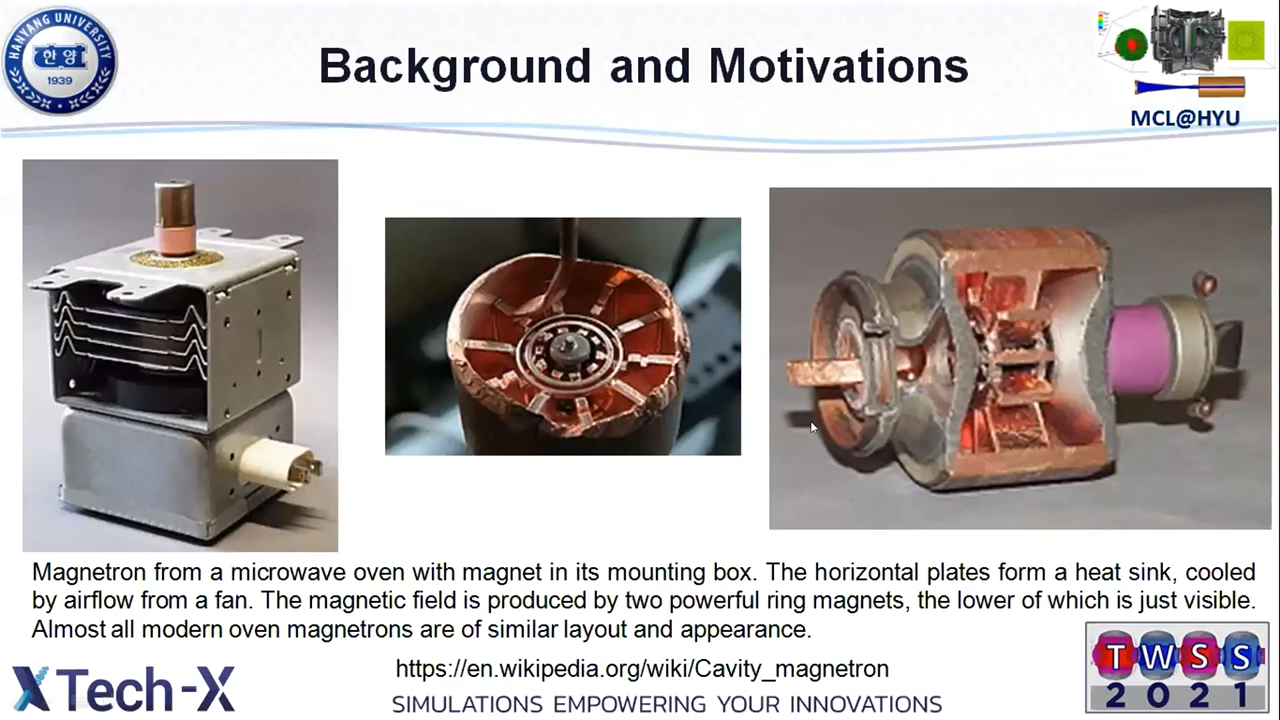 HANYANG UNIVERSITY
한양
1939
Background and Motivations
MCL@HYU
Magnetron from a microwave oven with magnet in its mounting box. The horizontal plates form a heat sink, cooled
by airflow from a fan. The magnetic field is produced by two powerful ring magnets, the lower of which is just visible.
Almost all modern oven magnetrons are of similar layout and appearance.
https://en.wikipedia.org/wiki/Cavity_magnetron
Tech-X
SIMULATIONS EMPOWERING YOUR INNOVATIONS
TWSS
2021